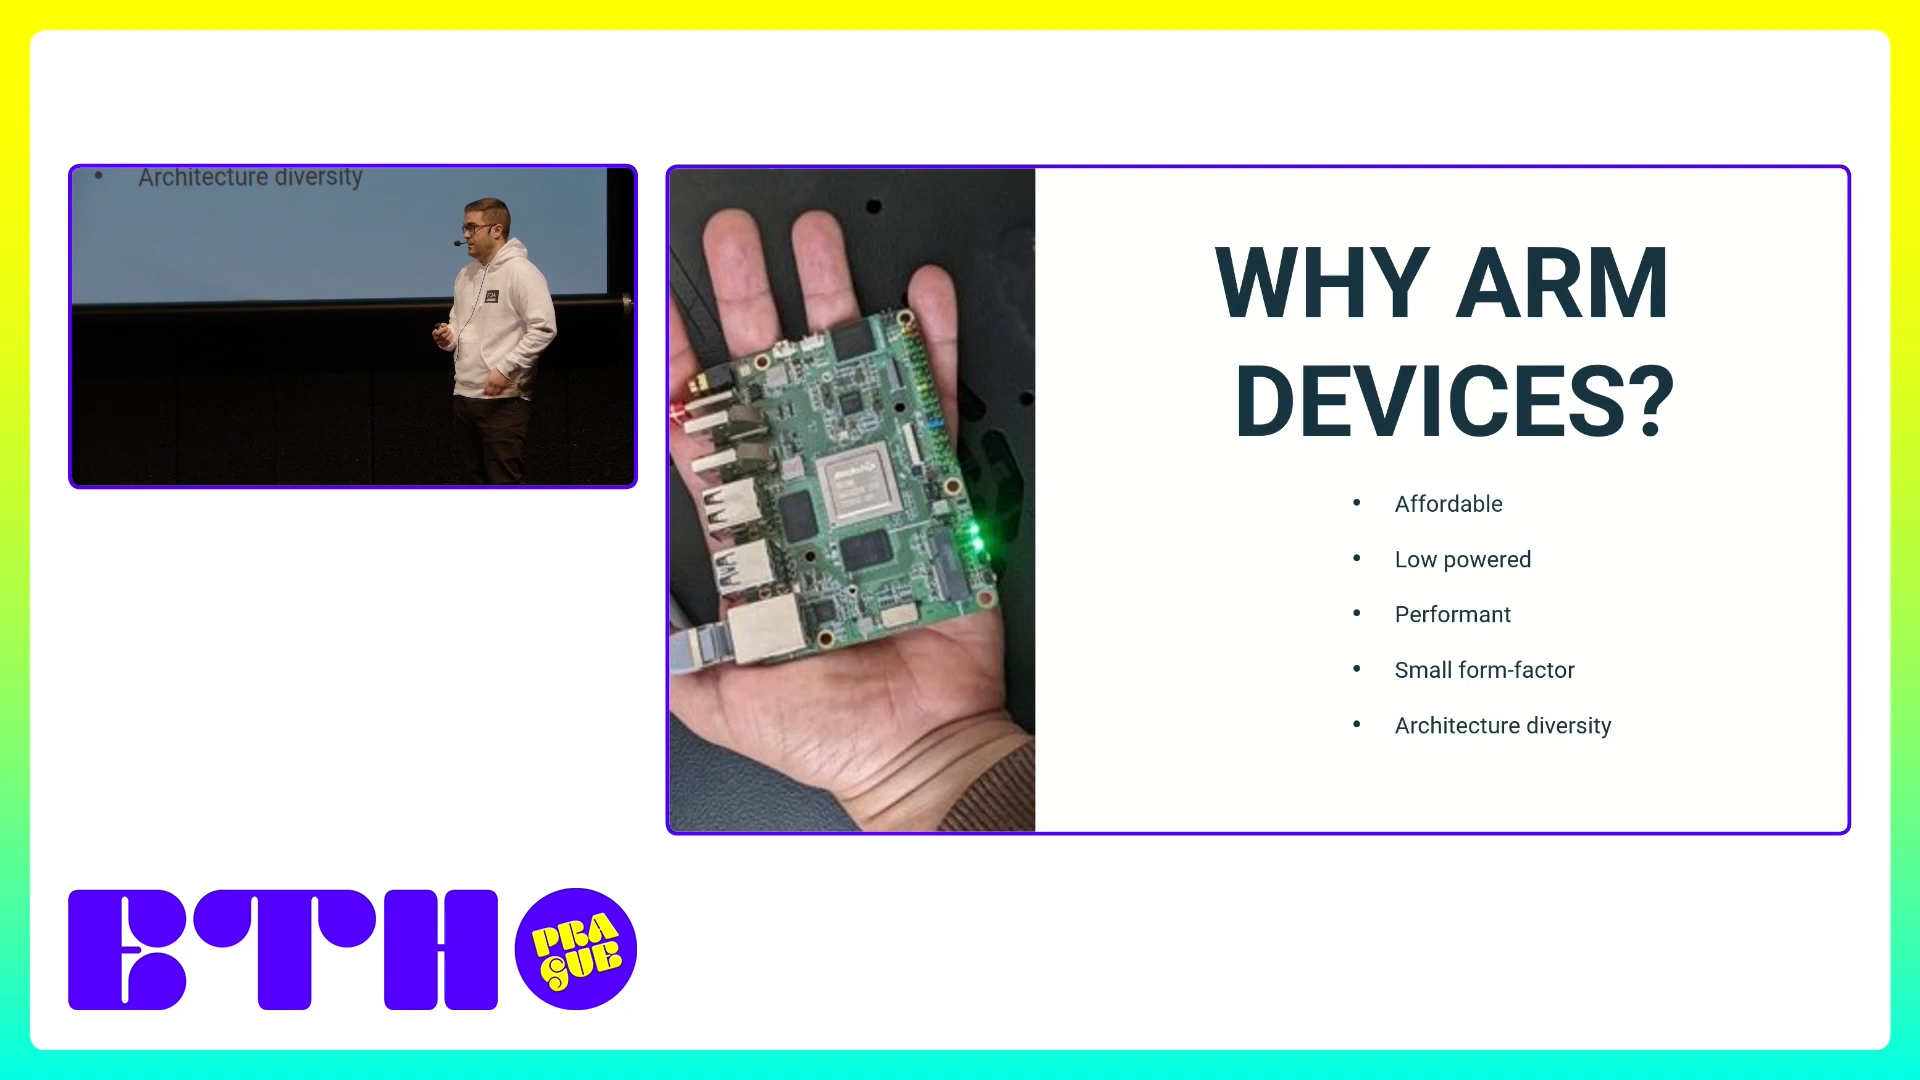 Architecture diversity
WHY ARM
DEVICES?
Affordable
Low powered
Performant
Small form-factor
Architecture diversity
ETH
PRA
GUE